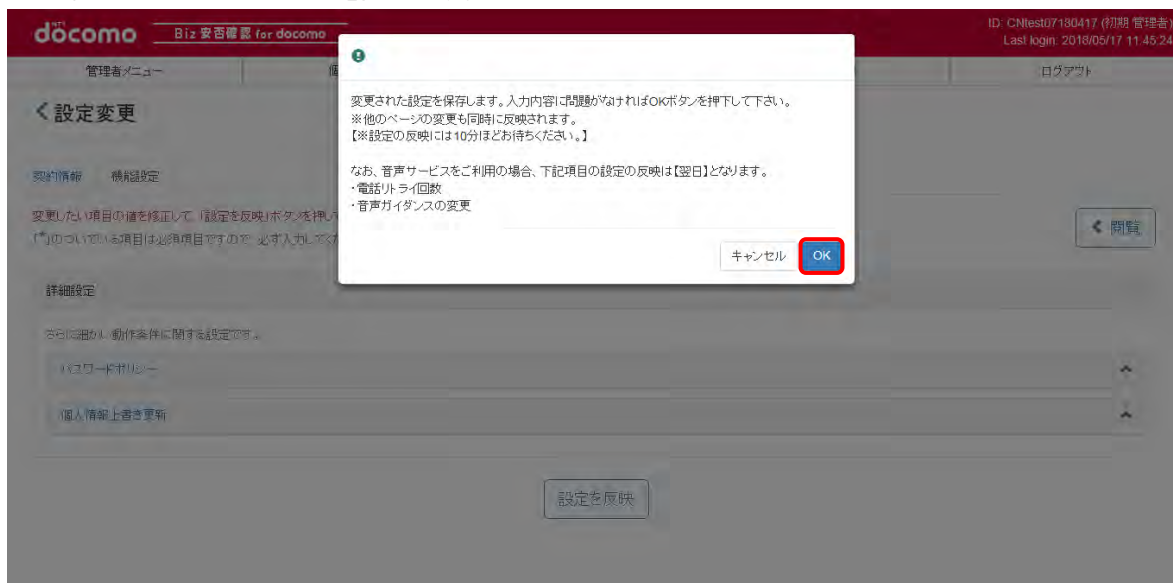 NTT
döcomo Biz 安否確認 for docomo
ID: CNtest07180417 (初期 管理者)
Last login: 2018/05/17 11:45:24
管理者メニュー
ログアウト
設定変更
変更された設定を保存します。入力内容に問題がなければOKボタンを押下して下さい。
※他のページの変更も同時に反映されます。
【※設定の反映には10分ほどお待ちください。】
なお、音声サービスをご利用の場合、下記項目の設定の反映は【翌日】となります。
・電話リトライ回数
・音声ガイダンスの変更
キャンセル OK
契約情報 機能設定
変更したい項目の値を修正して、「設定を反映」ボタンを押し
「*」のついている項目は必須項目ですので、必ず入力してく
閲覧
詳細設定
さらに細かい動作条件に関する設定です。
パスワードポリシー
個人情報上書き更新
設定を反映